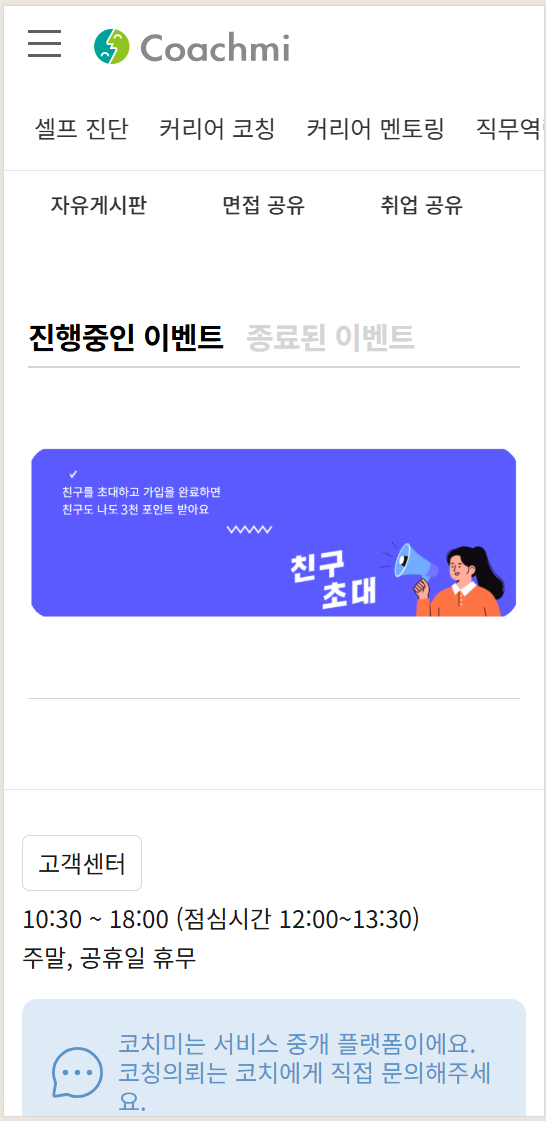 Coachmi
셀프 진단 커리어 코칭 커리어 멘토링 직무역
자유게시판 면접 공유 취업 공유
진행중인 이벤트 종료된 이벤트
친구를 초대하고 가입을 완료하면
친구도 나도 3천 포인트 받아요
친구
초대
고객센터
10:30 ~ 18:00 (점심시간 12:00~13:30)
주말, 공휴일 휴무
코치미는 서비스 중개 플랫폼이에요.
코칭의뢰는 코치에게 직접 문의해주세
요.